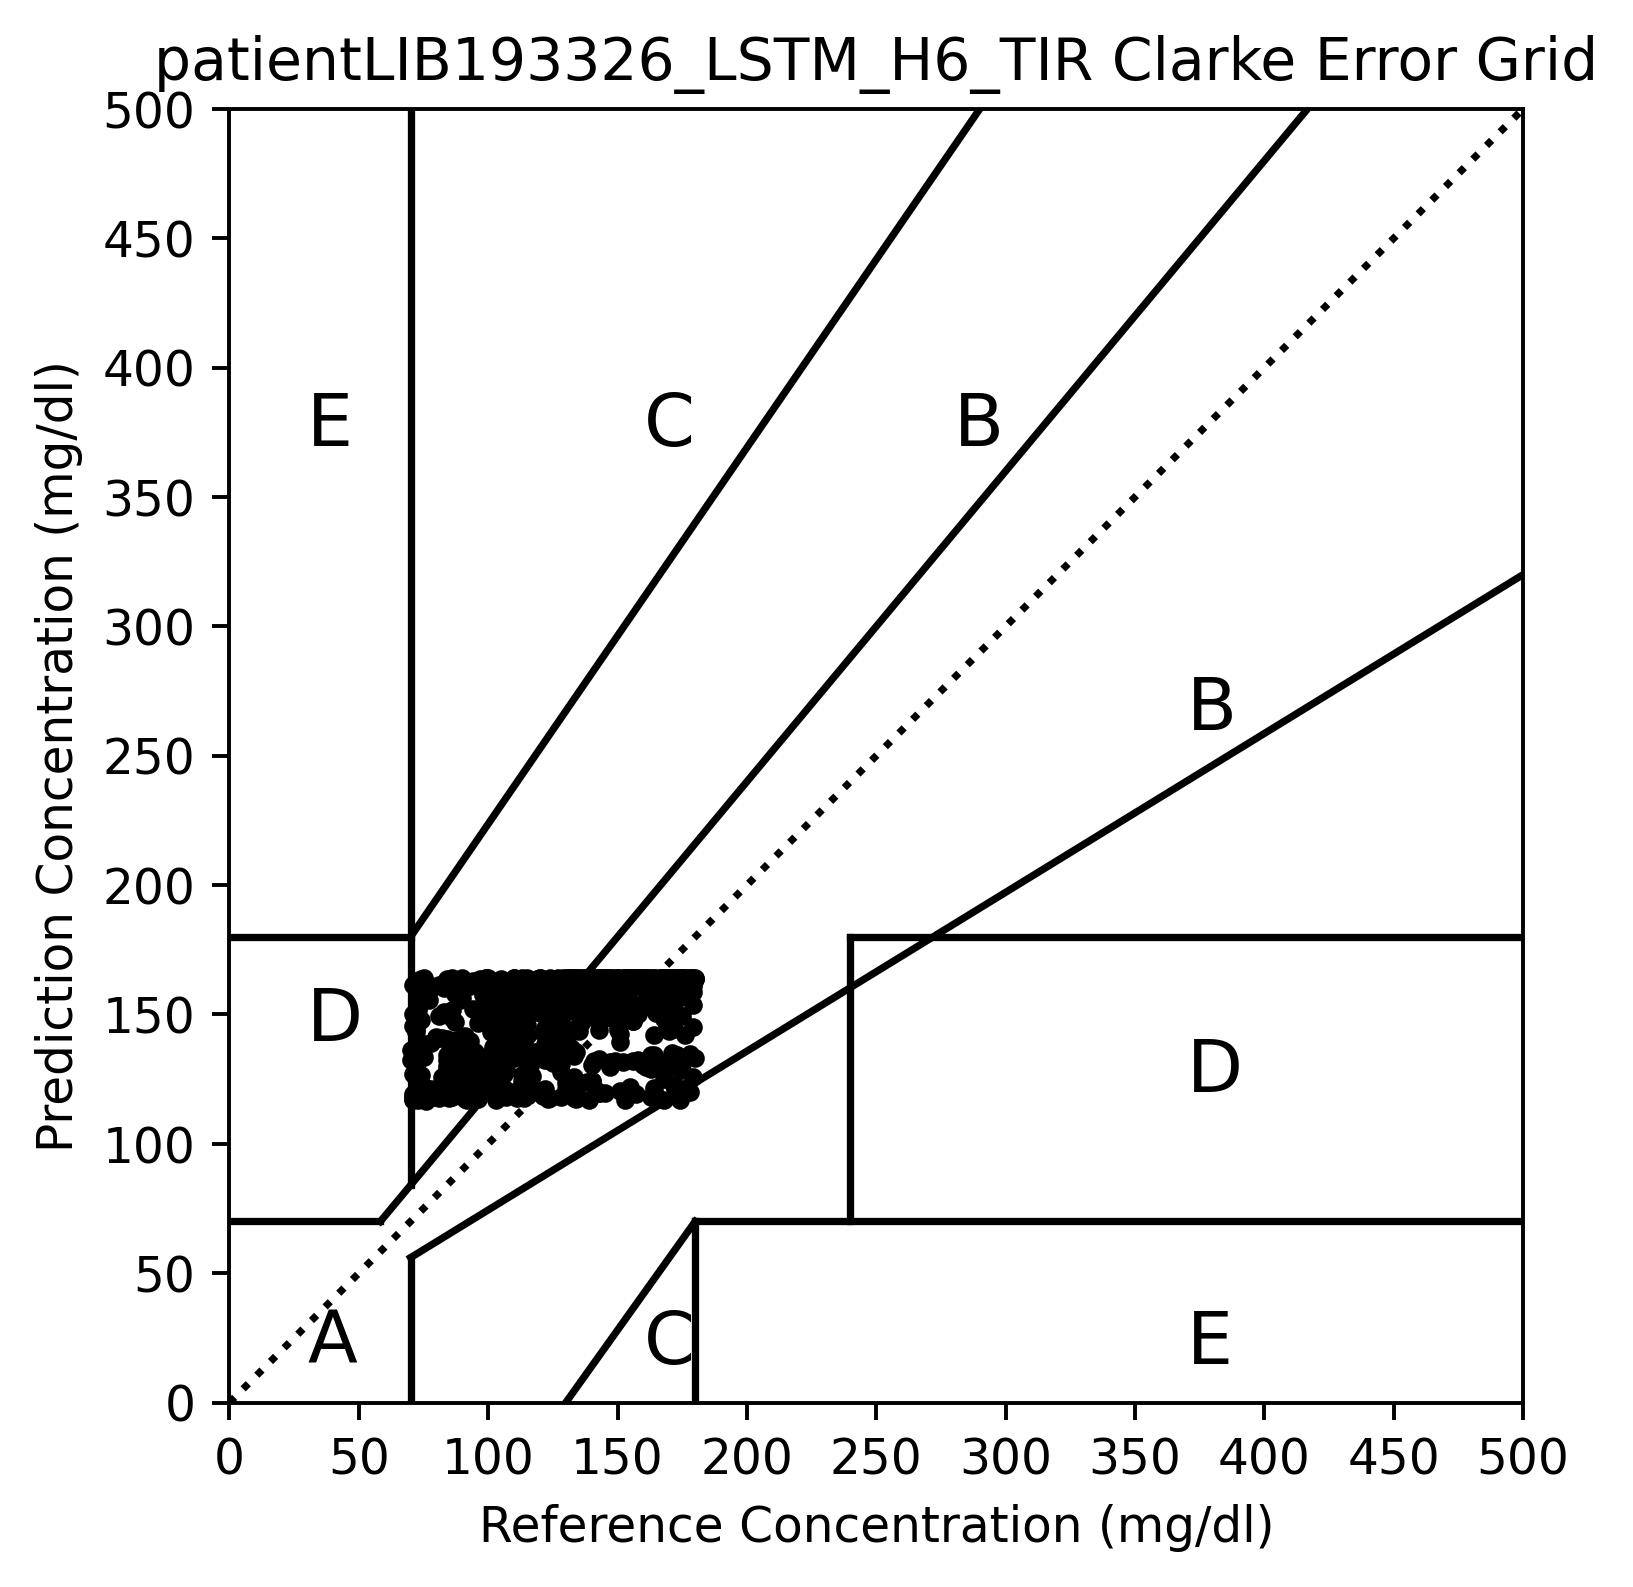 patientLIB193326_LSTM_H6_TIR Clarke Error Grid
500
450
400
350
300
250
200
150
100
50
0
Prediction Concentration (mg/dl)
E
C
B
B
D
D
A
C
E
0 50 100 150 200 250 300 350 400 450 500
Reference Concentration (mg/dl)